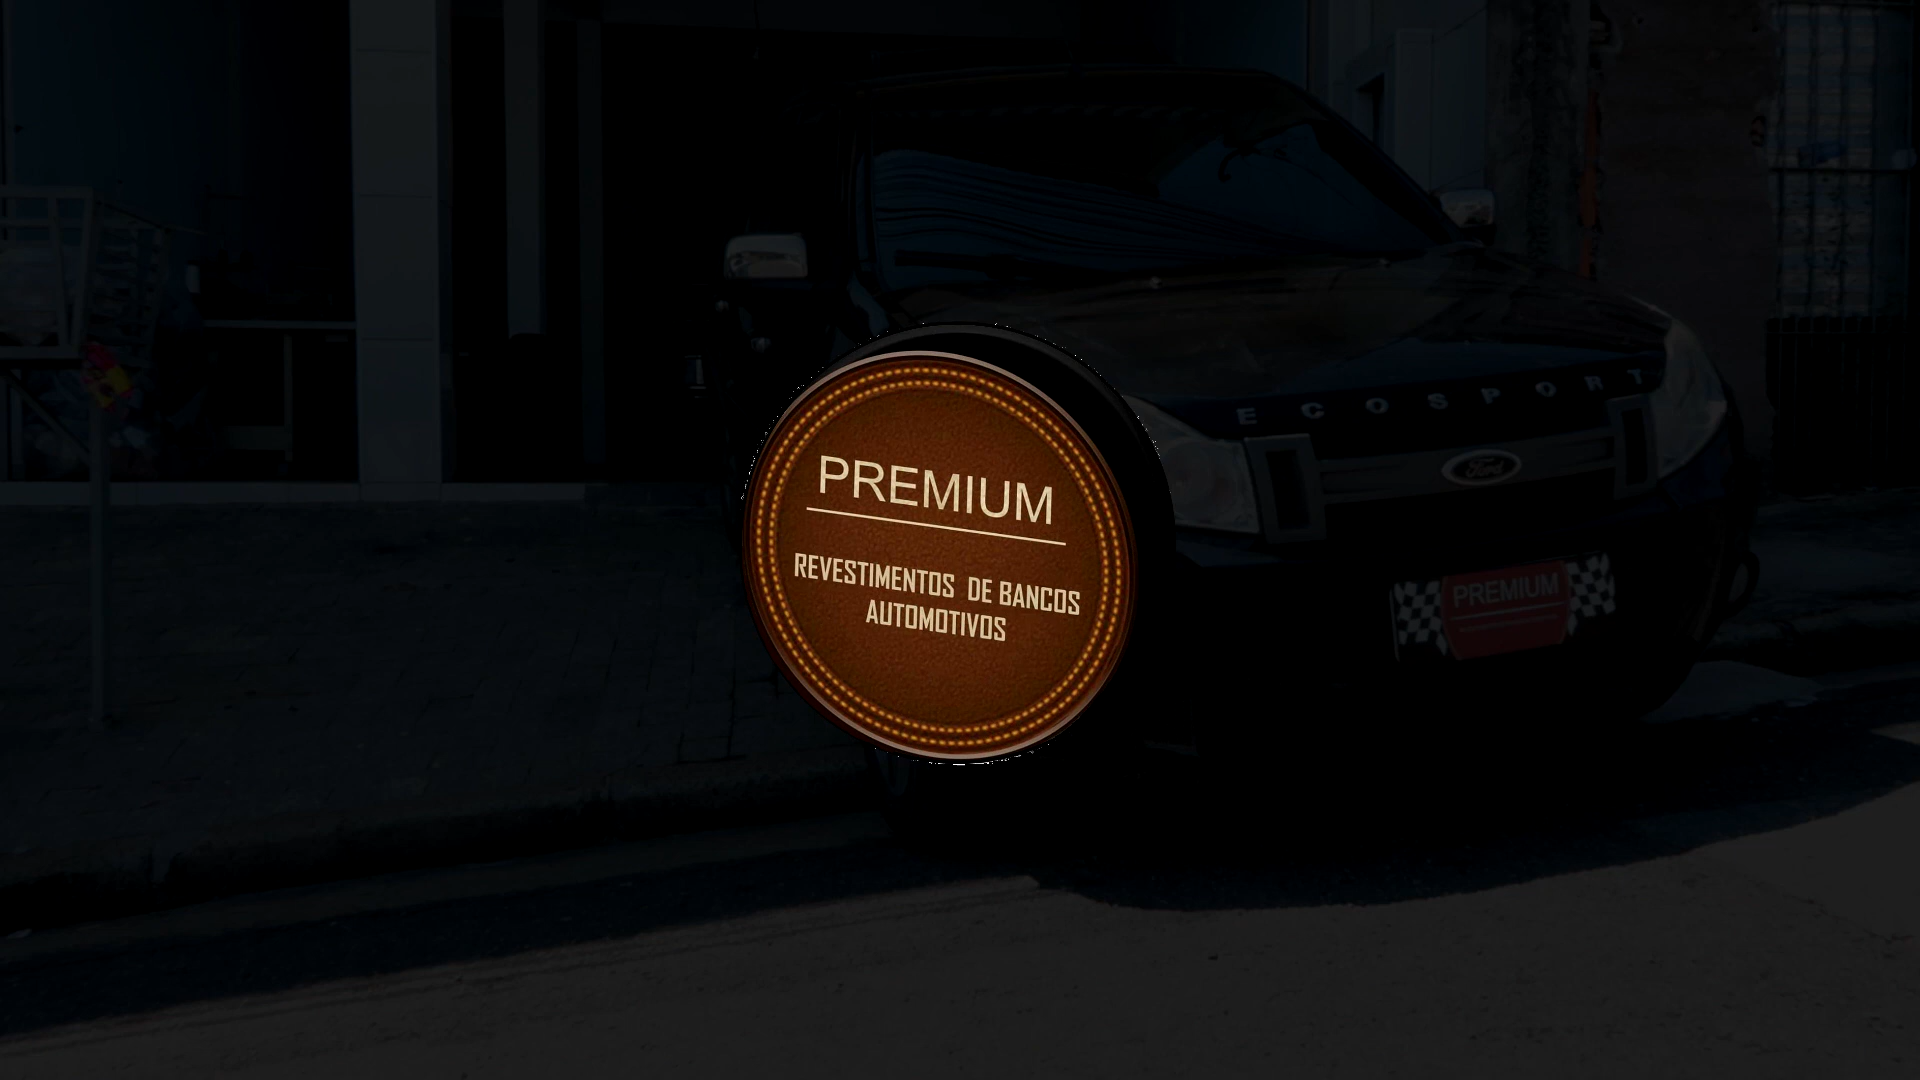 PREMIUM
REVESTIMENTOS DE BANCOS
AUTOMOTIVOS
ECOSPORT
Ford
PREMIUM